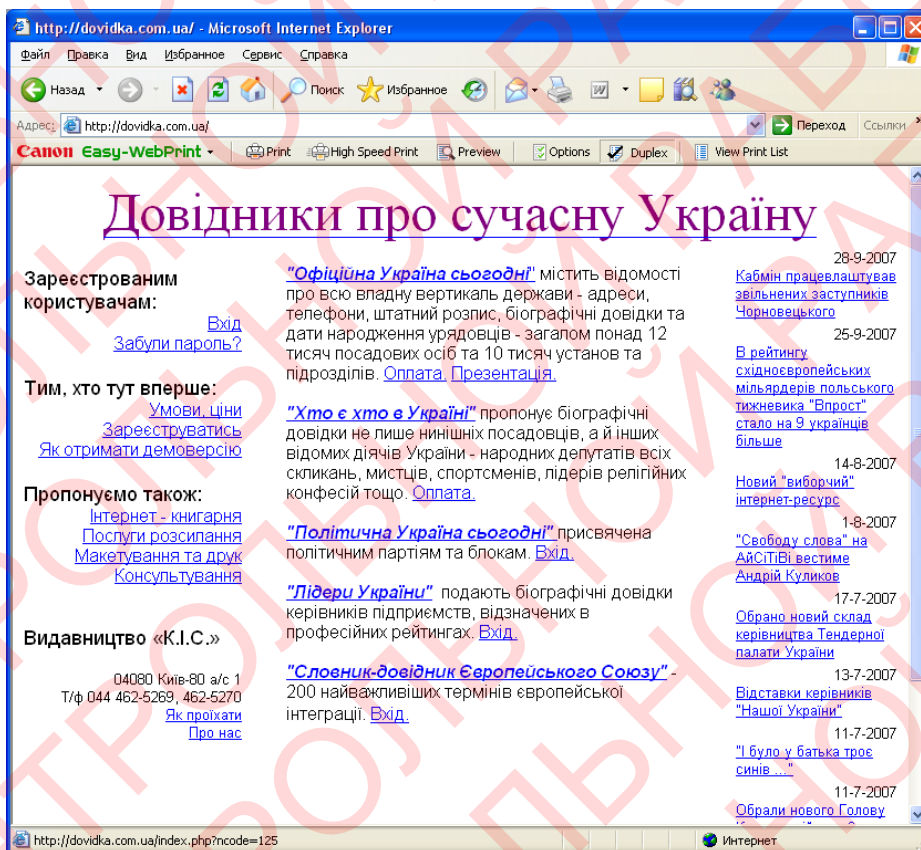 http://dovidka.com.ua/ - Microsoft Internet Explorer
Файл Правка Вид Избранное Сервис Справка
Назад Поиск Избранное
Адрес: http://dovidka.com.ua/ Переход Ссылки
Canon Easy-WebPrint Print High Speed Print Preview Options Duplex View Print List
Довідники про сучасну Україну
Зареєстрованим
користувачам:
Вхід
Забули пароль?
Тим, хто тут вперше:
Умови, ціни
Зареєструватись
Як отримати демоверсію
Пропонуємо також:
Інтернет - книгарня
Послуги розсилання
Макетування та друк
Консультування
Видавництво «К.І.С.»
04080 Київ-80 а/с 1
Т/ф 044 462-5269, 462-5270
Як проїхати
Про нас
"Офіційна Україна сьогодні" містить відомості
про всю владну вертикаль держави - адреси,
телефони, штатний розпис, біографічні довідки та
дати народження урядовців - загалом понад 12
тисяч посадових осіб та 10 тисяч установ та
підрозділів. Оплата. Презентація.
"Хто є хто в Україні" пропонує біографічні
довідки не лише нинішніх посадовців, а й інших
відомих діячів України - народних депутатів всіх
скликань, мистців, спортсменів, лідерів релігійних
конфесій тощо. Оплата.
"Політична Україна сьогодні" присвячена
політичним партіям та блокам. Вхід.
"Лідери України" подають біографічні довідки
керівників підприємств, відзначених в
професійних рейтингах. Вхід.
"Словник-довідник Європейського Союзу" -
200 найважливіших термінів європейської
інтеграції. Вхід.
28-9-2007
Кабмін працевлаштував
звільнених заступників
Чорновецького
25-9-2007
В рейтингу
східноєвропейських
мільярдерів польського
тижневика "Впрост"
стало на 9 українців
більше
14-8-2007
Новий "виборчий"
інтернет-ресурс
1-8-2007
"Свободу слова" на
АйСіТіВі вестиме
Андрій Куликов
17-7-2007
Обрано новий склад
керівництва Тендерної
палати України
13-7-2007
Відставки керівників
"Нашої України"
11-7-2007
"І було у батька троє
синів ..."
11-7-2007
Обрали нового Голову
http://dovidka.com.ua/index.php?ncode=125 Интернет